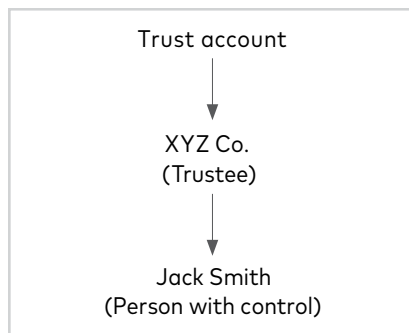 Trust account
XYZ Co.
(Trustee)
Jack Smith
(Person with control)